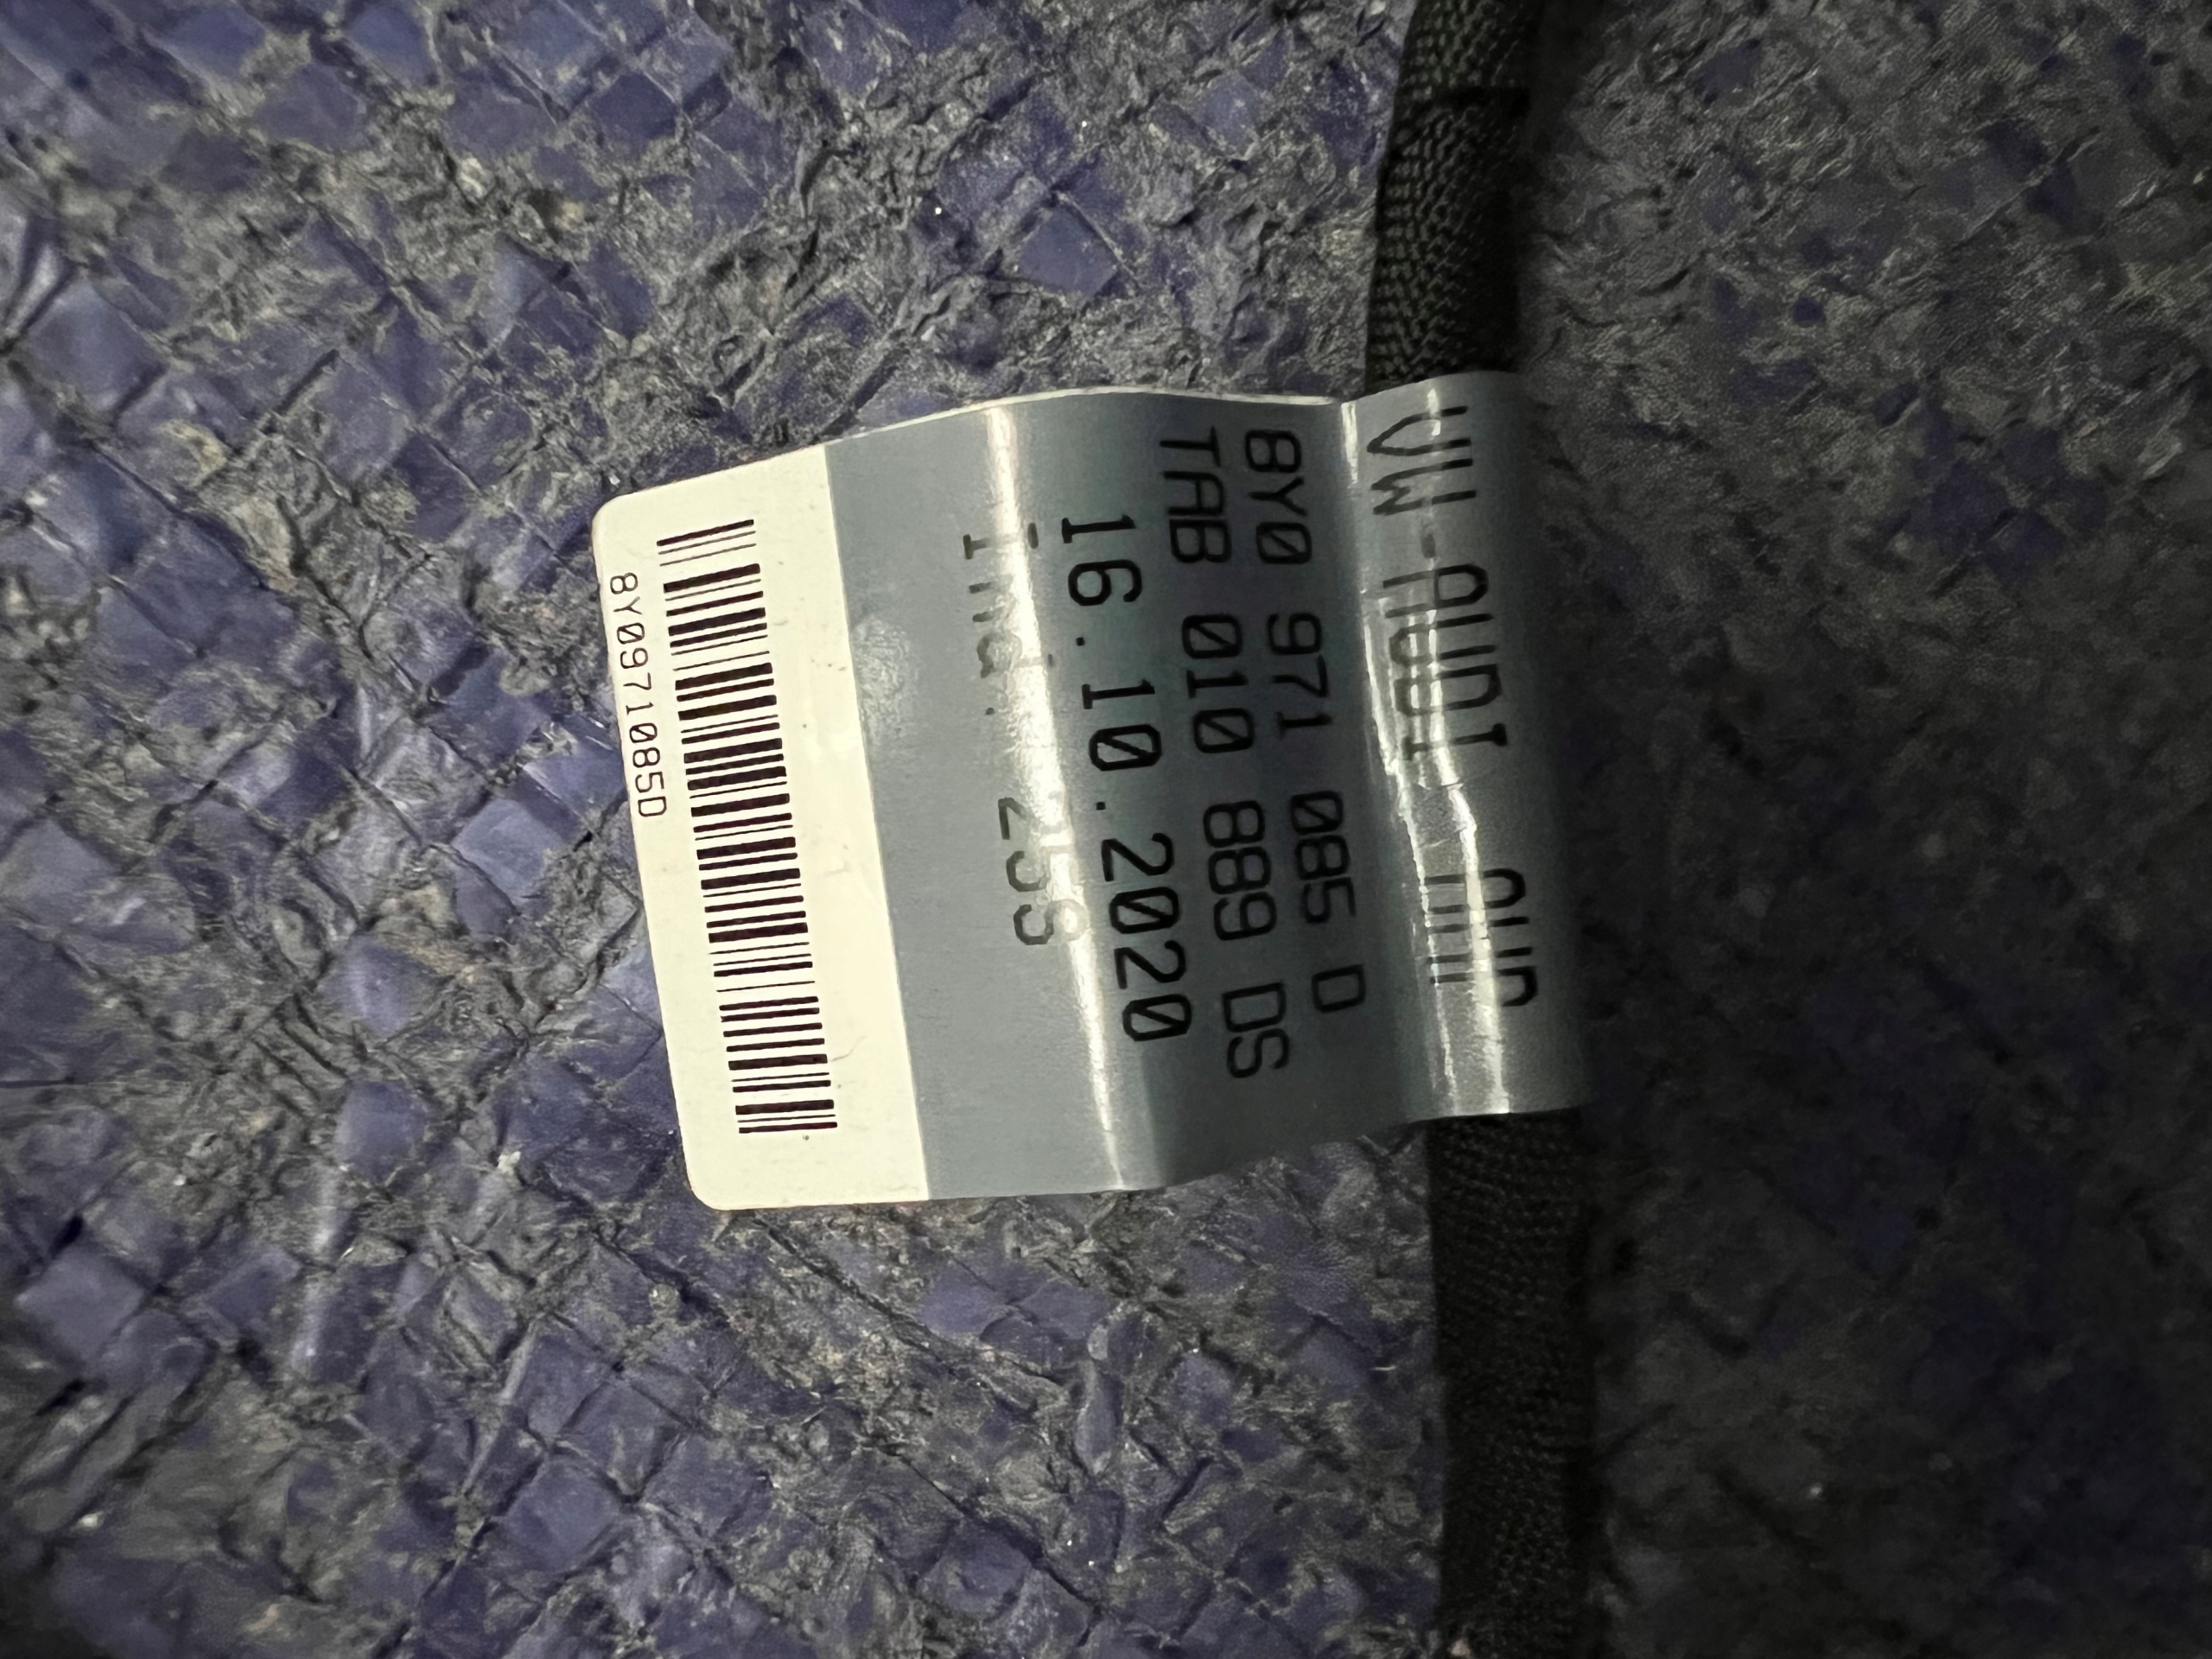 VW-AUDI
8Y0 971 085 D
TAB 010 889 DS
16.10.2020
8Y0971085D